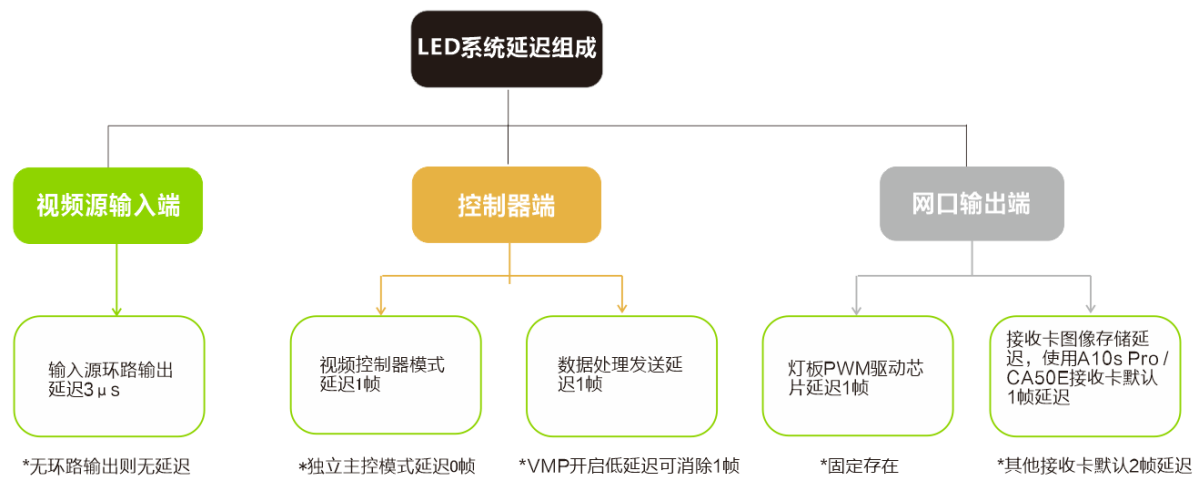 LED系统延迟组成
视频源输入端
控制器端
网口输出端
输入源环路输出
延迟3μs
视频控制器模式
延迟1帧
数据处理发送延
迟1帧
灯板PWM驱动芯
片延迟1帧
接收卡图像存储延
迟，使用A10s Pro /
CA50E接收卡默认
1帧延迟
*无环路输出则无延迟
*独立主控模式延迟0帧
*VMP开启低延迟可消除1帧
*固定存在
*其他接收卡默认2帧延迟